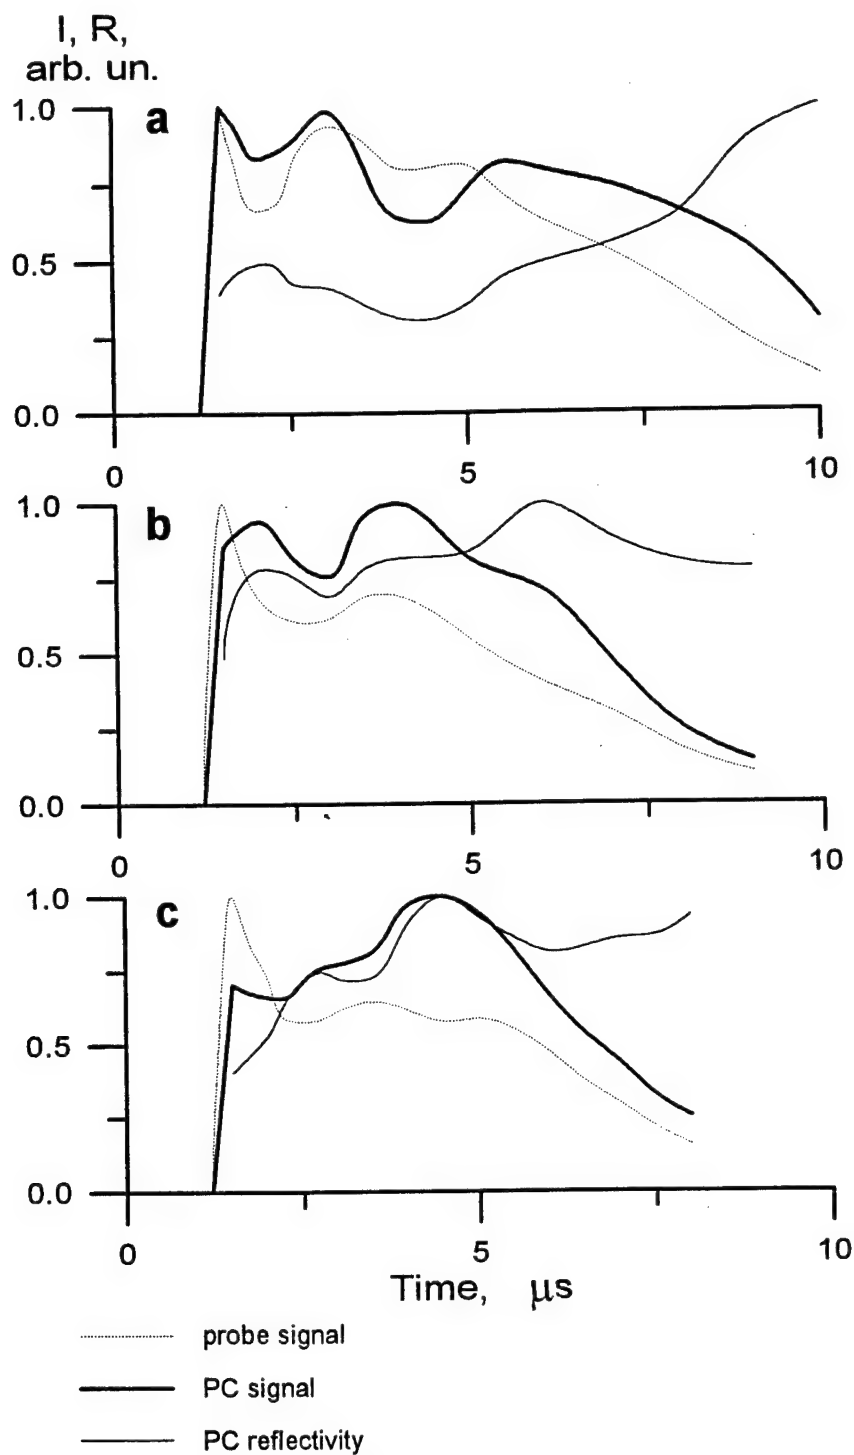 I, R,
arb. un.
1.0
a
0.5
0.0
0
5
10
1.0
b
0.5
0.0
0
5
10
1.0
c
0.5
0.0
0
5
10
Time, μs
probe signal
PC signal
PC reflectivity